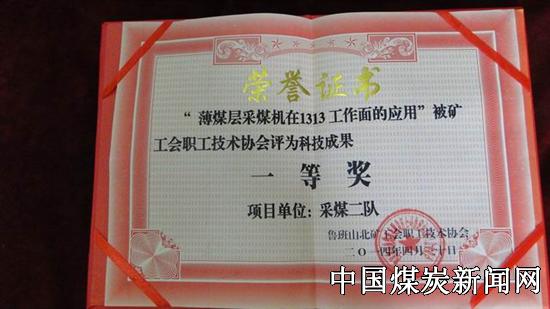 荣誉证书
“薄煤层采煤机在1313工作面的应用”被矿
工会职工技术协会评为科技成果
一等奖
项目单位：采煤二队
鲁班山北矿工会职工技术协会
二〇一四年四月二十日
中国煤炭新闻网